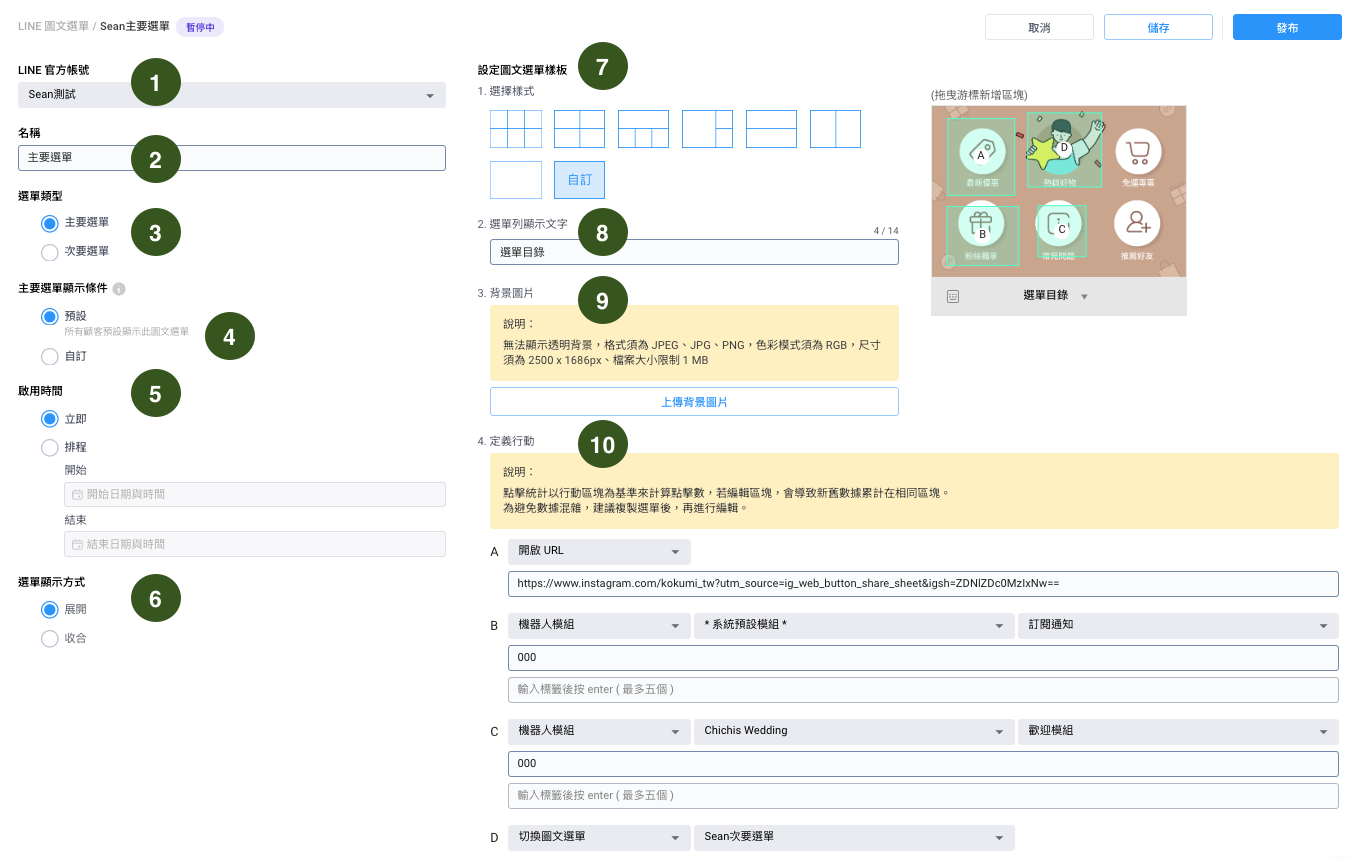 LINE 圖文選單 / Sean主要選單 暫停中
取消
儲存
發布
LINE 官方帳號
1
Sean測試
名稱
2
主要選單
選單類型
3
主要選單
次要選單
主要選單顯示條件
4
預設
所有顧客預設顯示此圖文選單
自訂
啟用時間
5
立即
排程
開始
開始日期與時間
結束
結束日期與時間
選單顯示方式
6
展開
收合
設定圖文選單樣板
7
1. 選擇樣式
自訂
2. 選單列顯示文字
8
4 / 14
選單目錄
3. 背景圖片
9
說明：
無法顯示透明背景，格式須為 JPEG、JPG、PNG，色彩模式須為 RGB，尺寸
須為 2500 x 1686px、檔案大小限制 1 MB
上傳背景圖片
(拖曳游標新增區塊)
A
D
最新優惠
熱銷好物
免運專區
B
C
粉絲獨享
常見問題
推薦好友
選單目錄
4. 定義行動
10
說明：
點擊統計以行動區塊為基準來計算點擊數，若編輯區塊，會導致新舊數據累計在相同區塊。
為避免數據混雜，建議複製選單後，再進行編輯。
A 開啟 URL
https://www.instagram.com/kokumi_tw?utm_source=ig_web_button_share_sheet&igsh=ZDNlZDc0MzIxNw==
B 機器人模組 * 系統預設模組 * 訂閱通知
000
輸入標籤後按 enter ( 最多五個 )
C 機器人模組 Chichis Wedding 歡迎模組
000
輸入標籤後按 enter ( 最多五個 )
D 切換圖文選單 Sean次要選單